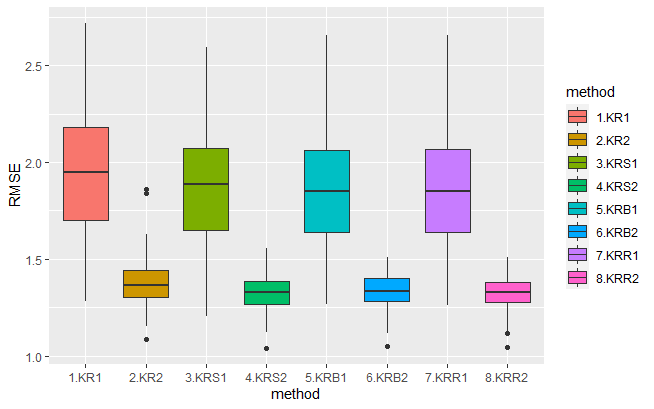 RMSE
2.5
2.0
1.5
1.0
1.KR1 2.KR2 3.KRS1 4.KRS2 5.KRB1 6.KRB2 7.KRR1 8.KRR2
method
method
1.KR1
2.KR2
3.KRS1
4.KRS2
5.KRB1
6.KRB2
7.KRR1
8.KRR2